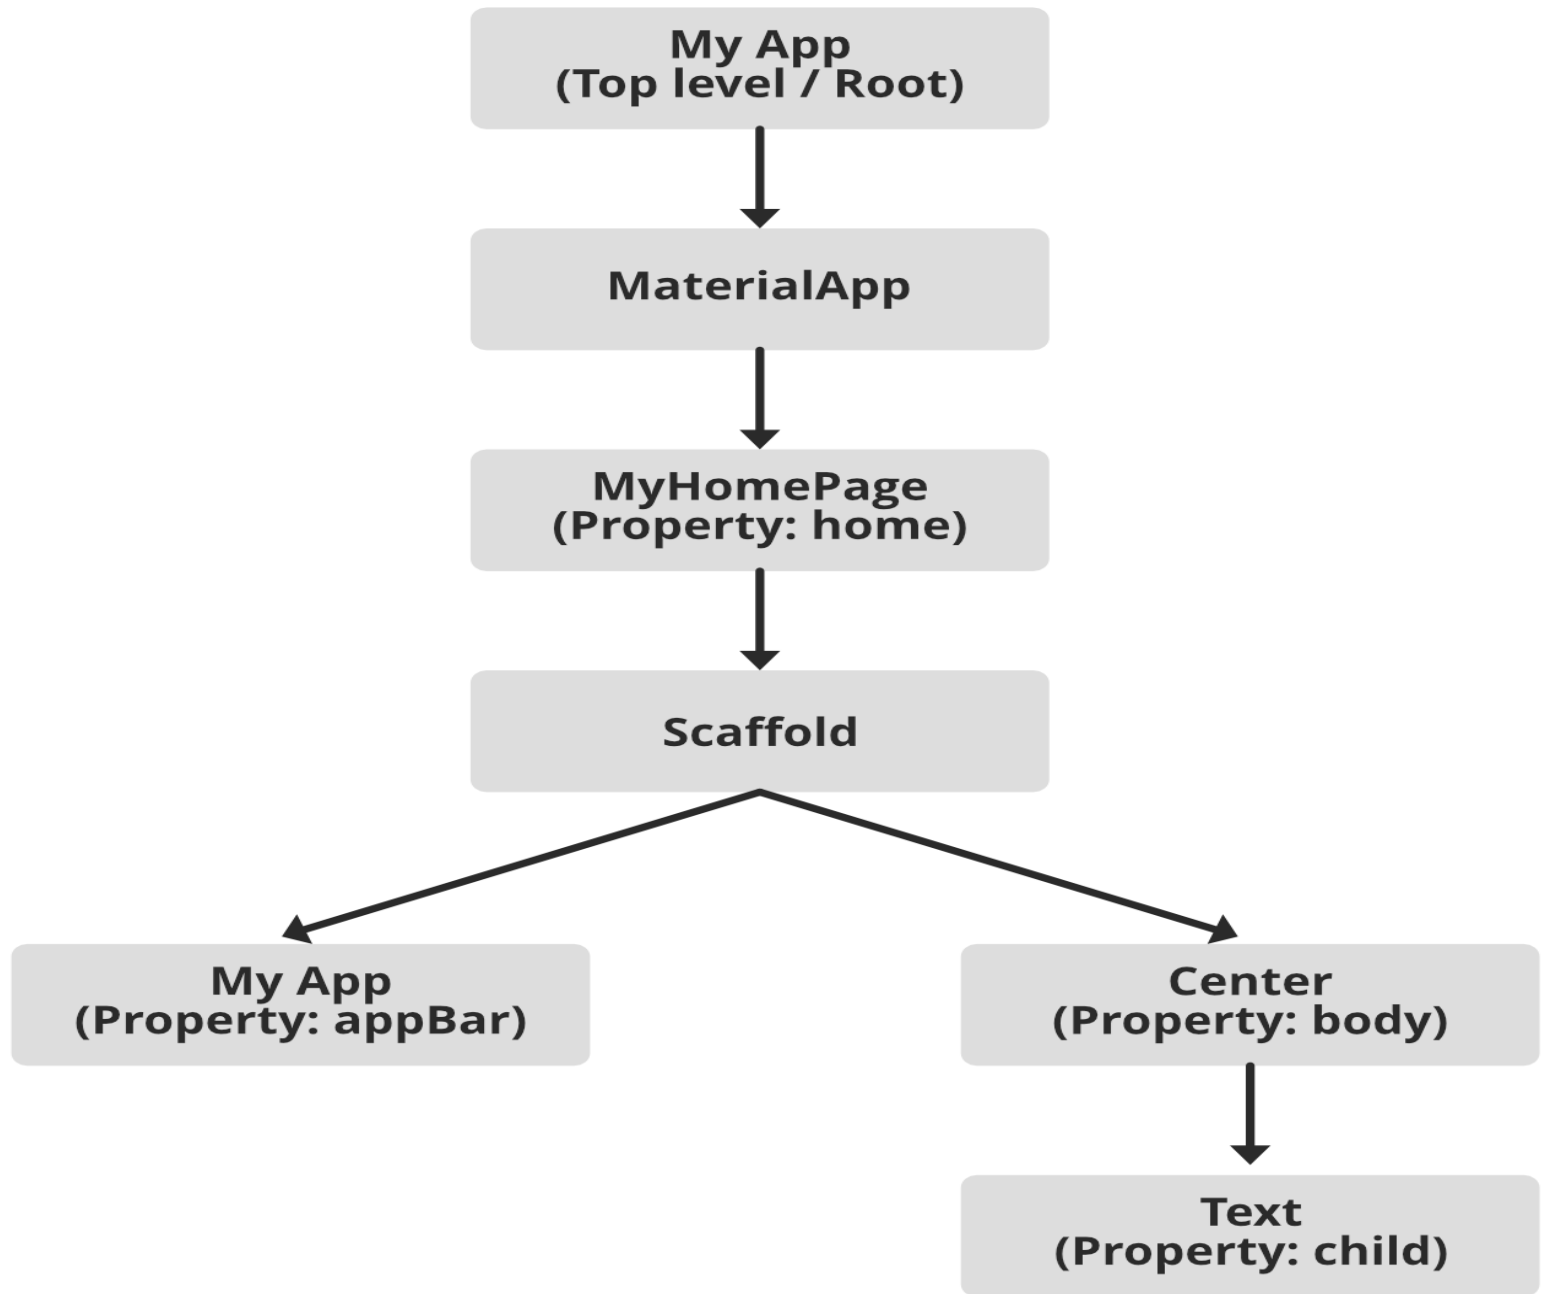 My App
(Top level / Root)
MaterialApp
MyHomePage
(Property: home)
Scaffold
My App
(Property: appBar)
Center
(Property: body)
Text
(Property: child)